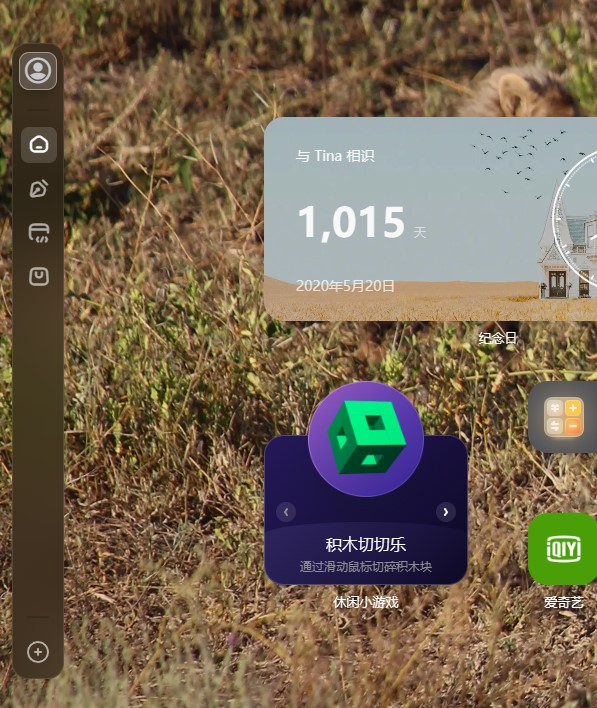 与 Tina 相识
1,015 天
2020年5月20日
纪念日
积木切切乐
通过滑动鼠标切碎积木块
休闲小游戏
iQIYI
爱奇艺